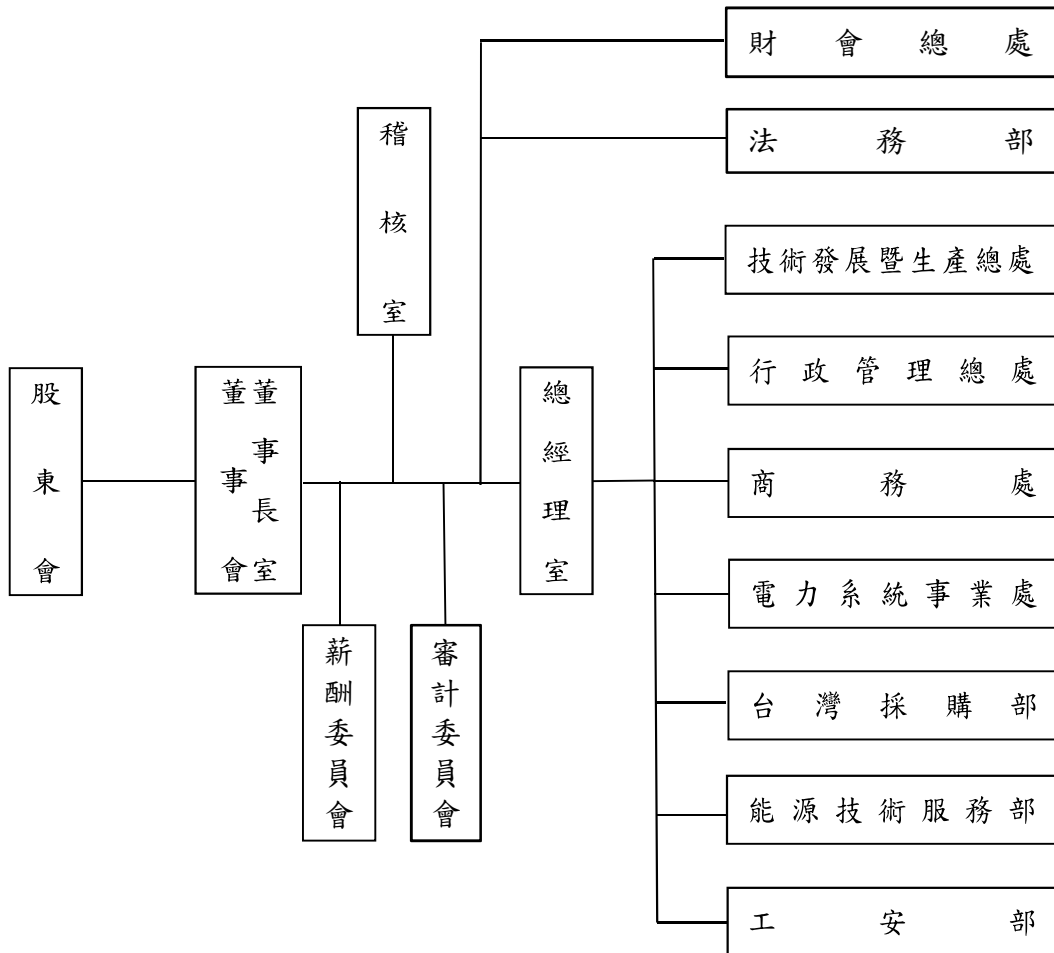 財會總處
法務部
稽核室
技術發展暨生產總處
行政管理總處
股東會
董事會
董事長室
總經理室
商務處
電力系統事業處
薪酬委員會
審計委員會
台灣採購部
能源技術服務部
工安部